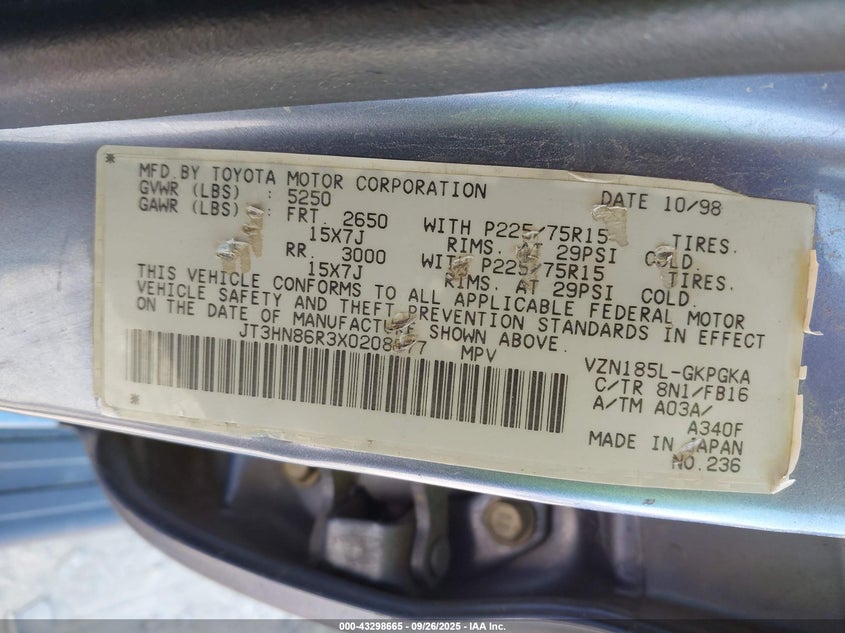 MFD. BY TOYOTA MOTOR CORPORATION DATE 10/98
GVWR (LBS) : 5250
GAWR (LBS) : FRT. 2650 WITH P225/75R15 TIRES.
15X7J RIMS. AT 29PSI COLD.
RR. 3000 WITH P225/75R15 TIRES.
15X7J RIMS. AT 29PSI COLD.
THIS VEHICLE CONFORMS TO ALL APPLICABLE FEDERAL MOTOR
VEHICLE SAFETY AND THEFT PREVENTION STANDARDS IN EFFECT
ON THE DATE OF MANUFACTURE SHOWN ABOVE.
MPV
VZN185L-GKPGKA
C/TR 8N1/FB16
A/TM A03A/
A340F
MADE IN JAPAN
NO.236
000-43298665 - 09/26/2025 - IAA Inc.